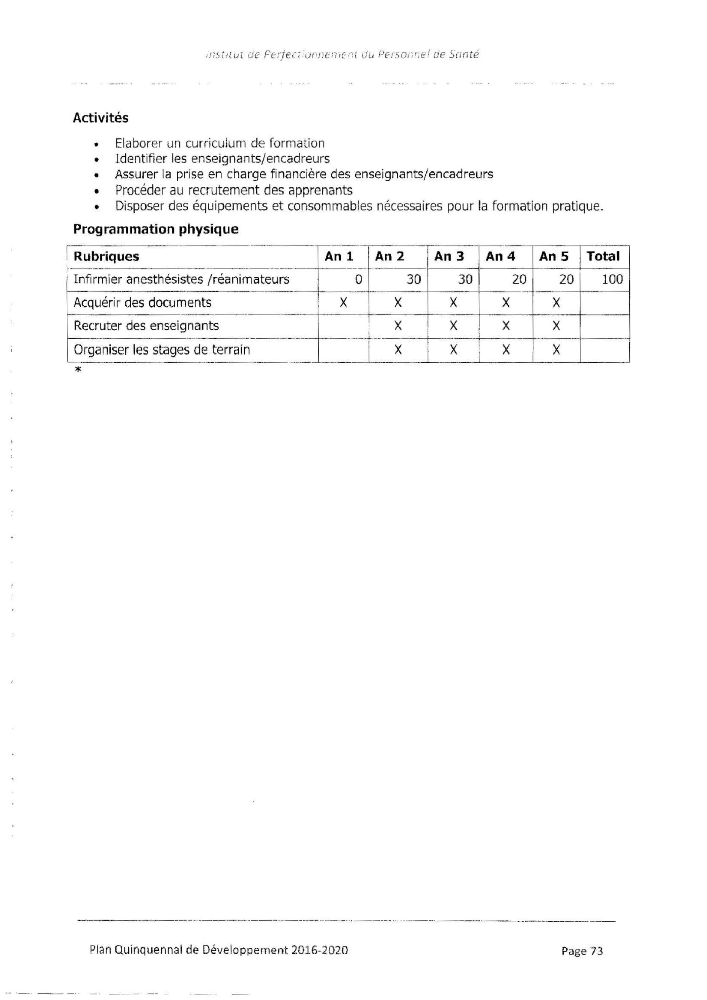 Institut de Perfectionnement du Personnel de Santé
Activités
• Elaborer un curriculum de formation
• Identifier les enseignants/encadreurs
• Assurer la prise en charge financière des enseignants/encadreurs
• Procéder au recrutement des apprenants
• Disposer des équipements et consommables nécessaires pour la formation pratique.
Programmation physique
Rubriques An 1 An 2 An 3 An 4 An 5 Total
Infirmier anesthésistes /réanimateurs 0 30 30 20 20 100
Acquérir des documents X X X X X
Recruter des enseignants X X X X
Organiser les stages de terrain X X X X
*
Plan Quinquennal de Développement 2016-2020 Page 73